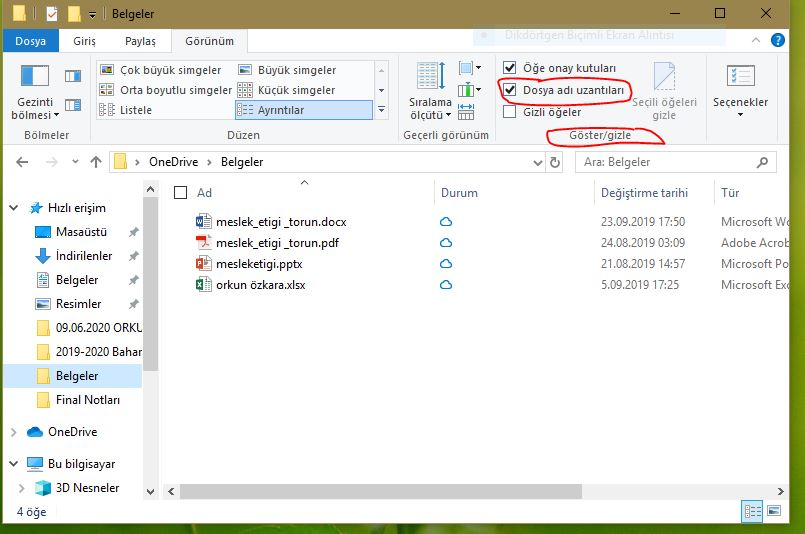 Belgeler
Dikdörtgen Biçimli Ekran Alıntısı
Dosya Giriş Paylaş Görünüm
Gezinti bölmesi
Bölmeler
Çok büyük simgeler Büyük simgeler
Orta boyutlu simgeler Küçük simgeler
Listele Ayrıntılar
Düzen
Sıralama ölçütü
Geçerli görünüm
Öğe onay kutuları
Dosya adı uzantıları
Gizli öğeler
Seçili öğeleri gizle
Göster/gizle
Seçenekler
OneDrive > Belgeler
Ara: Belgeler
Hızlı erişim
Masaüstü
İndirilenler
Belgeler
Resimler
09.06.2020 ORKU
2019-2020 Bahar
Belgeler
Final Notları
OneDrive
Bu bilgisayar
3D Nesneler
Ad Durum Değiştirme tarihi Tür
meslek_etigi _torun.docx 23.09.2019 17:50 Microsoft Wo
meslek_etigi _torun.pdf 24.08.2019 03:09 Adobe Acrob
mesleketigi.pptx 21.08.2019 14:57 Microsoft Po
orkun özkara.xlsx 5.09.2019 17:25 Microsoft Exc
4 öğe